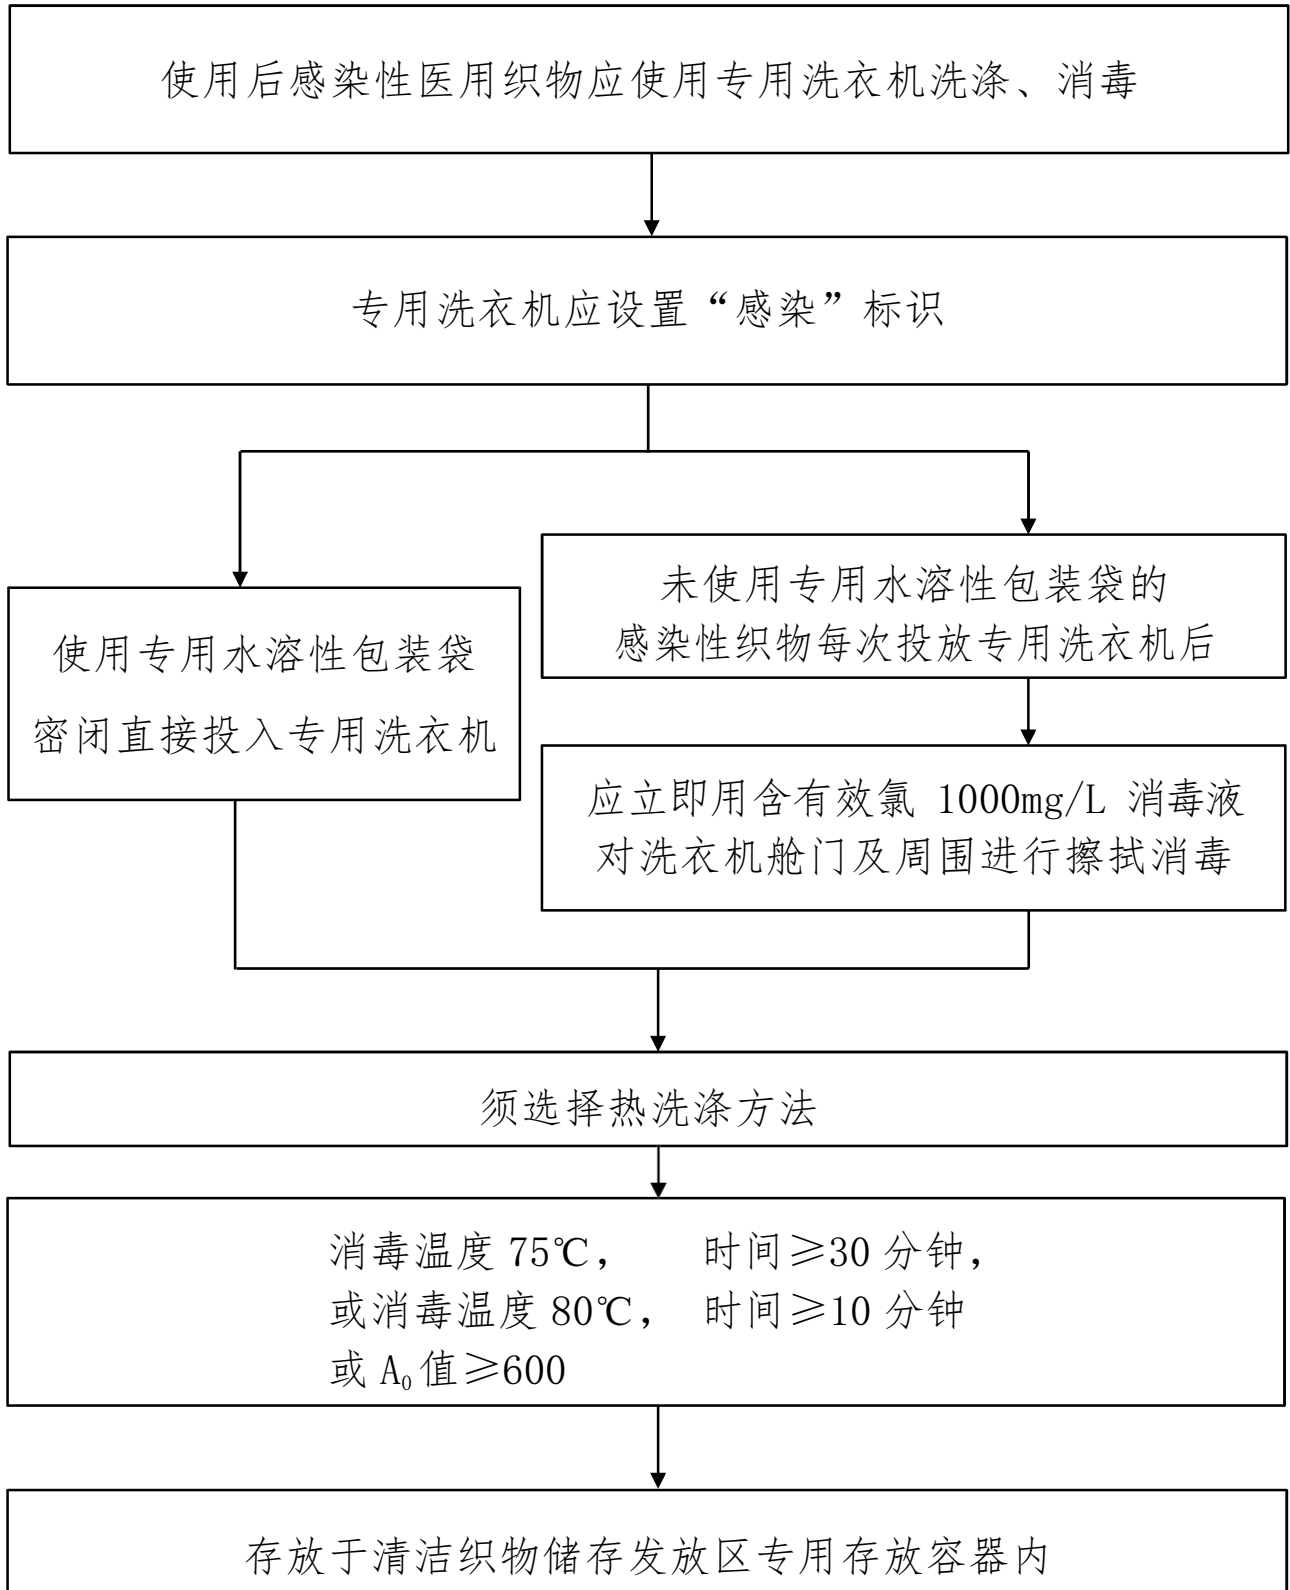 使用后感染性医用织物应使用专用洗衣机洗涤、消毒
专用洗衣机应设置“感染”标识
使用专用水溶性包装袋
密闭直接投入专用洗衣机
未使用专用水溶性包装袋的
感染性织物每次投放专用洗衣机后
应立即用含有效氯 1000mg/L 消毒液
对洗衣机舱门及周围进行擦拭消毒
须选择热洗涤方法
消毒温度 75℃， 时间≥30 分钟，
或消毒温度 80℃， 时间≥10 分钟
或 A₀值≥600
存放于清洁织物储存发放区专用存放容器内